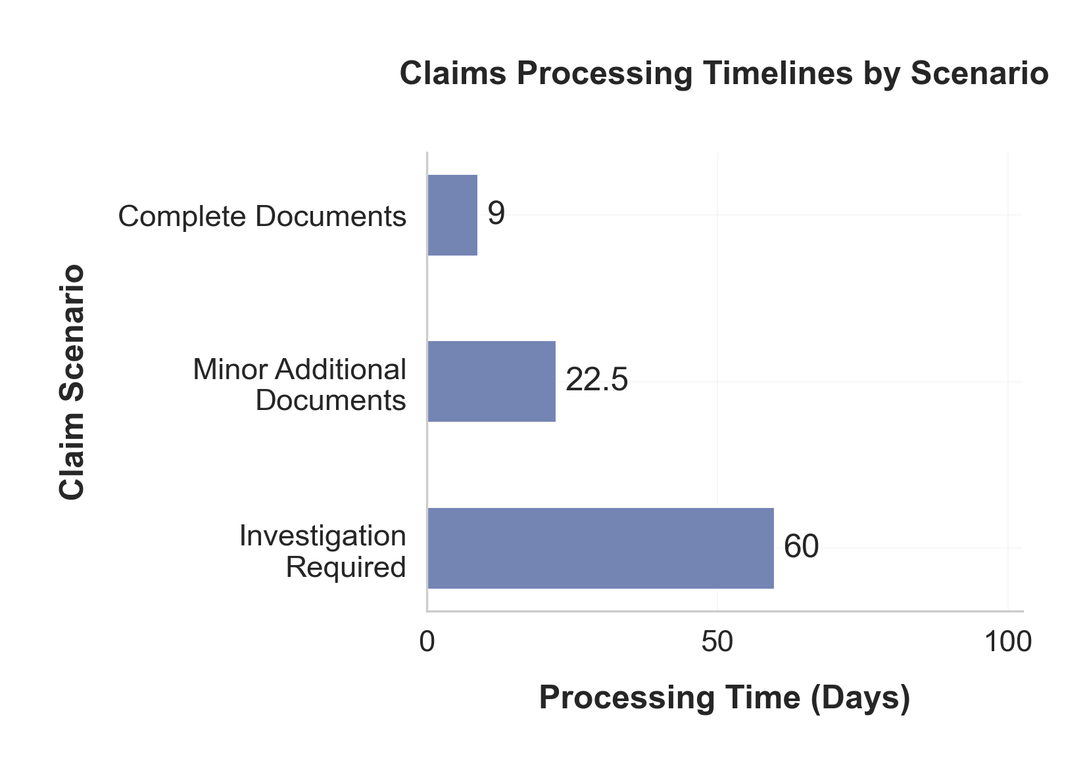 Claims Processing Timelines by Scenario
Claim Scenario
Complete Documents
9
Minor Additional
Documents
22.5
Investigation
Required
60
0
50
100
Processing Time (Days)